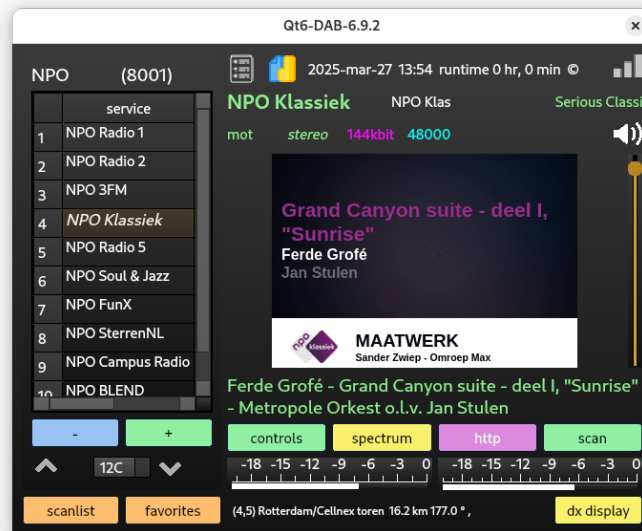 Qt6-DAB-6.9.2
NPO (8001)
2025-mar-27 13:54 runtime 0 hr, 0 min ©
service
1 NPO Radio 1
2 NPO Radio 2
3 NPO 3FM
4 NPO Klassiek
5 NPO Radio 5
6 NPO Soul & Jazz
7 NPO FunX
8 NPO SterrenNL
9 NPO Campus Radio
10 NPO BLEND
- +
12C
scanlist favorites
NPO Klassiek NPO Klas Serious Classi
mot stereo 144kbit 48000
Grand Canyon suite - deel I,
"Sunrise"
Ferde Grofé
Jan Stulen
npo klassiek
MAATWERK
Sander Zwiep - Omroep Max
Ferde Grofé - Grand Canyon suite - deel I, "Sunrise"
- Metropole Orkest o.l.v. Jan Stulen
controls spectrum http scan
-18 -15 -12 -9 -6 -3 0 -18 -15 -12 -9 -6 -3 0
(4,5) Rotterdam/Cellnex toren 16.2 km 177.0 ° ,
dx display